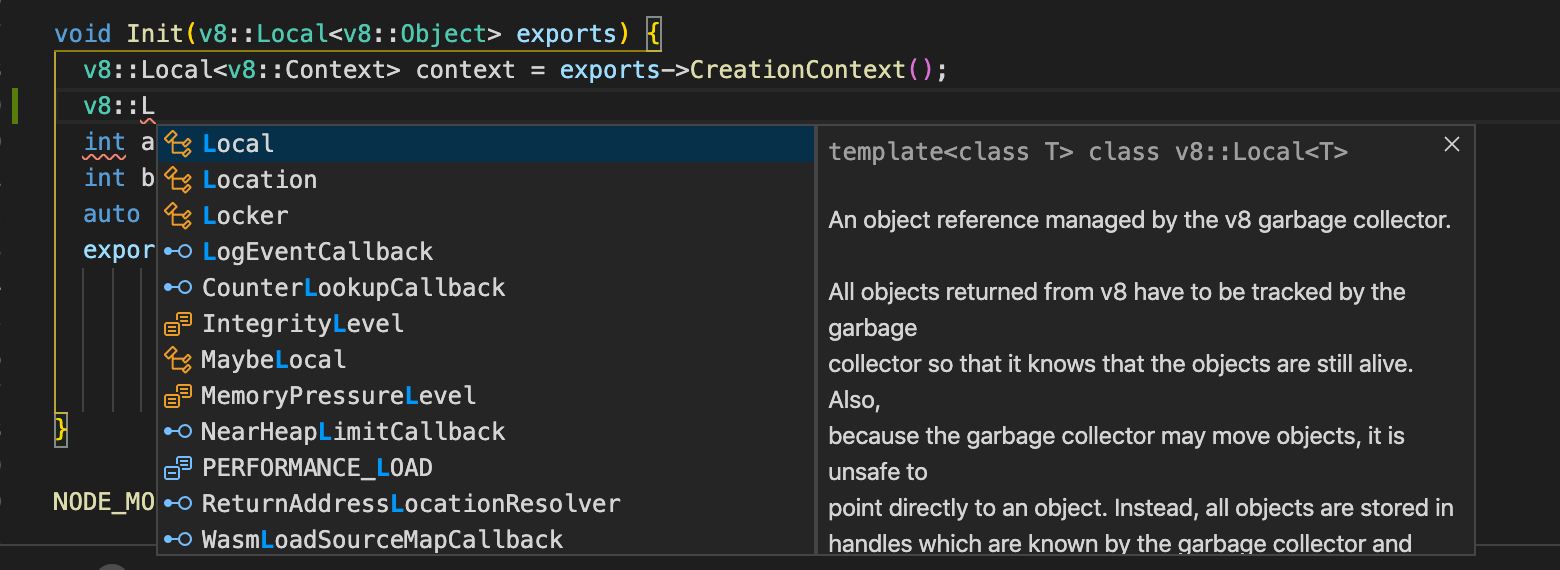 void Init(v8::Local<v8::Object> exports) {
v8::Local<v8::Context> context = exports->CreationContext();
v8::L
int a
int b
auto
expor
}
NODE_MO
Local
Location
Locker
LogEventCallback
CounterLookupCallback
IntegrityLevel
MaybeLocal
MemoryPressureLevel
NearHeapLimitCallback
PERFORMANCE_LOAD
ReturnAddressLocationResolver
WasmLoadSourceMapCallback
template<class T> class v8::Local<T>
An object reference managed by the v8 garbage collector.
All objects returned from v8 have to be tracked by the
garbage
collector so that it knows that the objects are still alive.
Also,
because the garbage collector may move objects, it is
unsafe to
point directly to an object. Instead, all objects are stored in
handles which are known by the garbage collector and